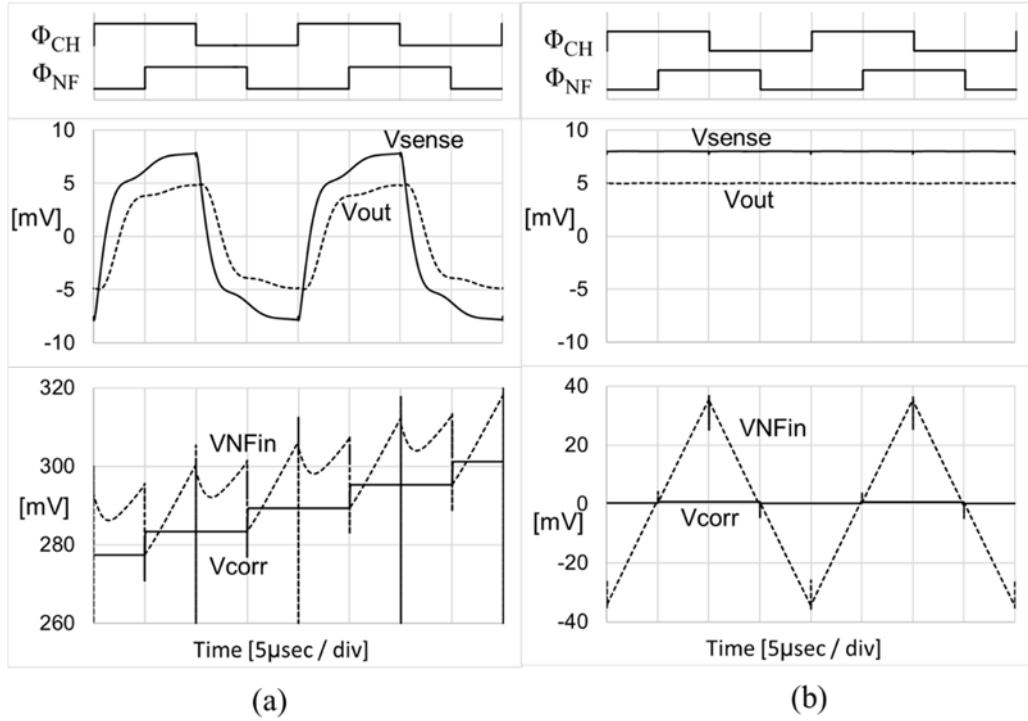 ΦCH
ΦNF
10
5
[mV]
0
-5
-10
Vsense
Vout
320
300
[mV]
280
260
VNFin
Vcorr
Time [5µsec / div]
(a)
ΦCH
ΦNF
10
5
[mV]
0
-5
-10
Vsense
Vout
40
20
0
[mV]
-20
-40
VNFin
Vcorr
Time [5µsec / div]
(b)